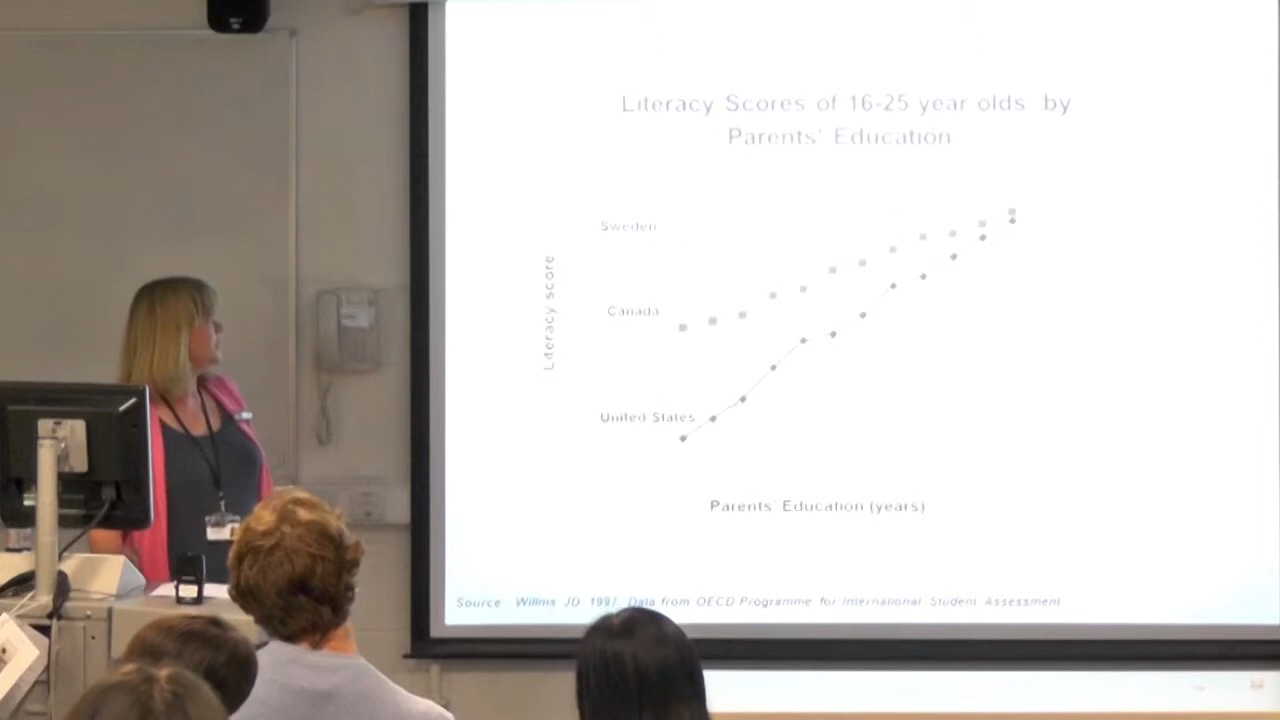 Literacy Scores of 16-25 year olds by
Parents' Education
Sweden
Literacy score
Canada
United States
Parents' Education (years)
Source: Willms JD 1997 Data from OECD Programme for International Student Assessment